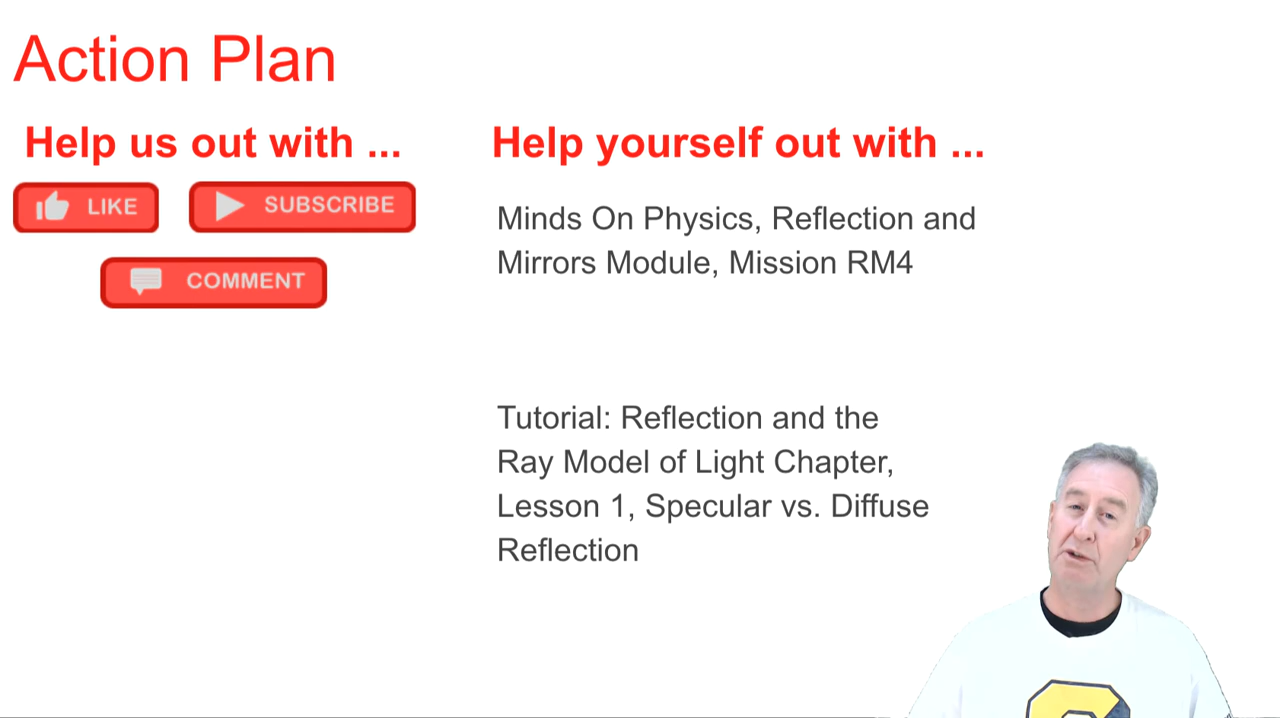 Action Plan
Help us out with ...
LIKE
SUBSCRIBE
COMMENT
Help yourself out with ...
Minds On Physics, Reflection and
Mirrors Module, Mission RM4
Tutorial: Reflection and the
Ray Model of Light Chapter,
Lesson 1, Specular vs. Diffuse
Reflection